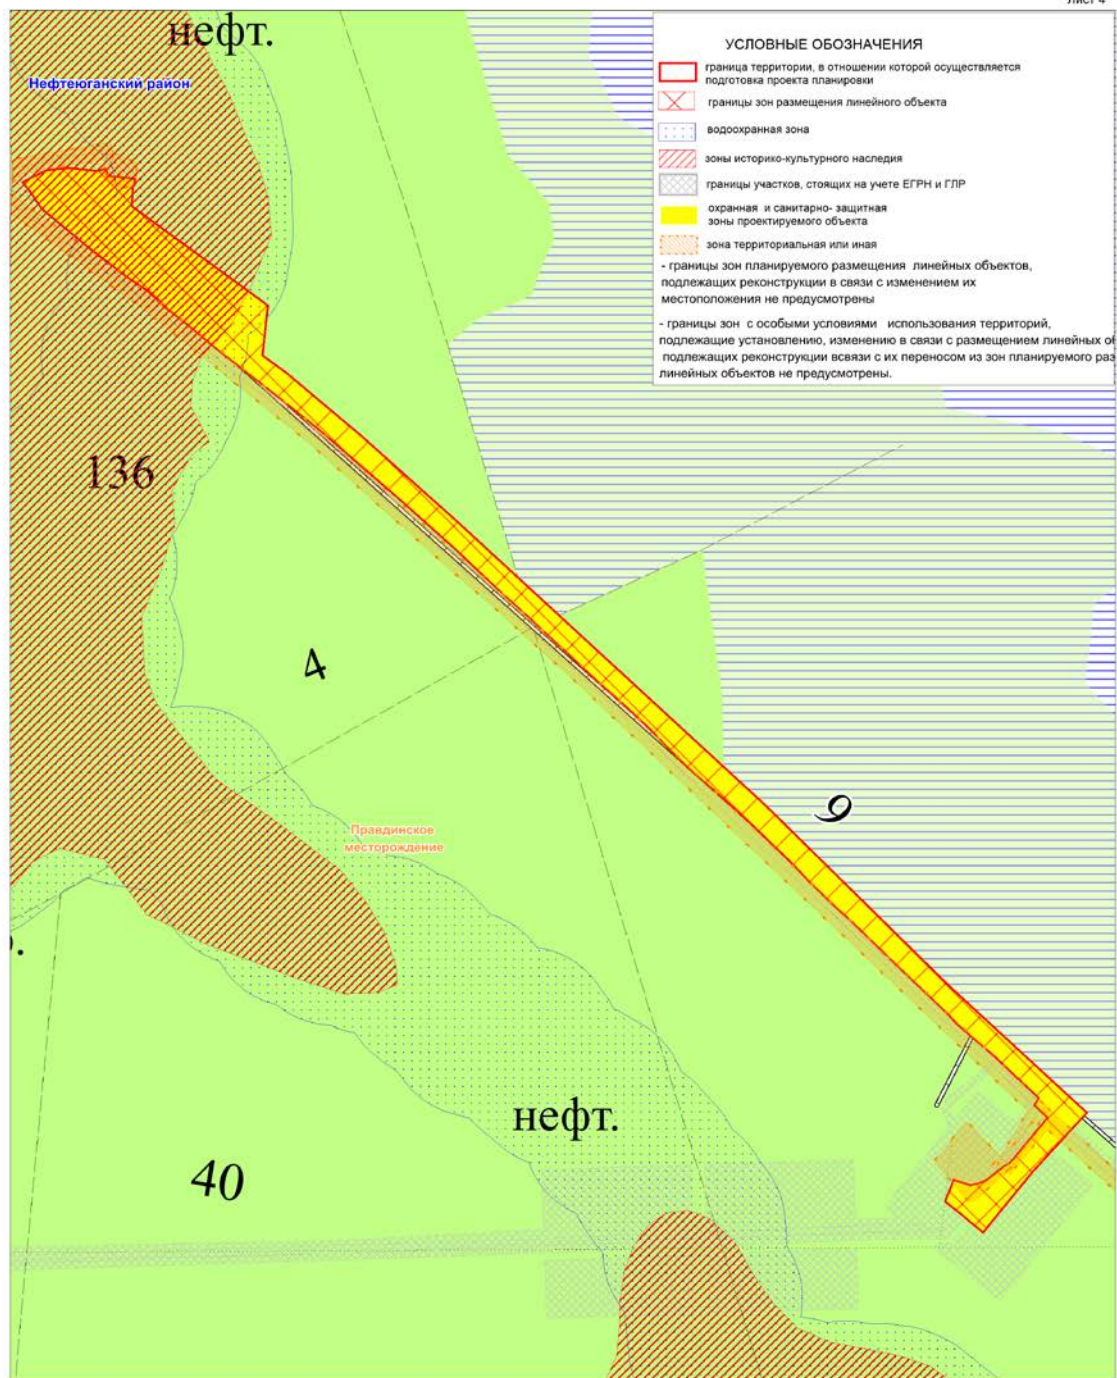 Лист 4
нефт.
Нефтеюганский район
УСЛОВНЫЕ ОБОЗНАЧЕНИЯ
граница территории, в отношении которой осуществляется
подготовка проекта планировки
границы зон размещения линейного объекта
водоохранная зона
зоны историко-культурного наследия
границы участков, стоящих на учете ЕГРН и ГЛР
охранная и санитарно- защитная
зоны проектируемого объекта
зона территориальная или иная
- границы зон планируемого размещения линейных объектов,
подлежащих реконструкции в связи с изменением их
местоположения не предусмотрены
- границы зон с особыми условиями использования территорий,
подлежащие установлению, изменению в связи с размещением линейных об
подлежащих реконструкции всвязи с их переносом из зон планируемого раз
линейных объектов не предусмотрены.
136
4
9
Правдинское
месторождение
нефт.
40